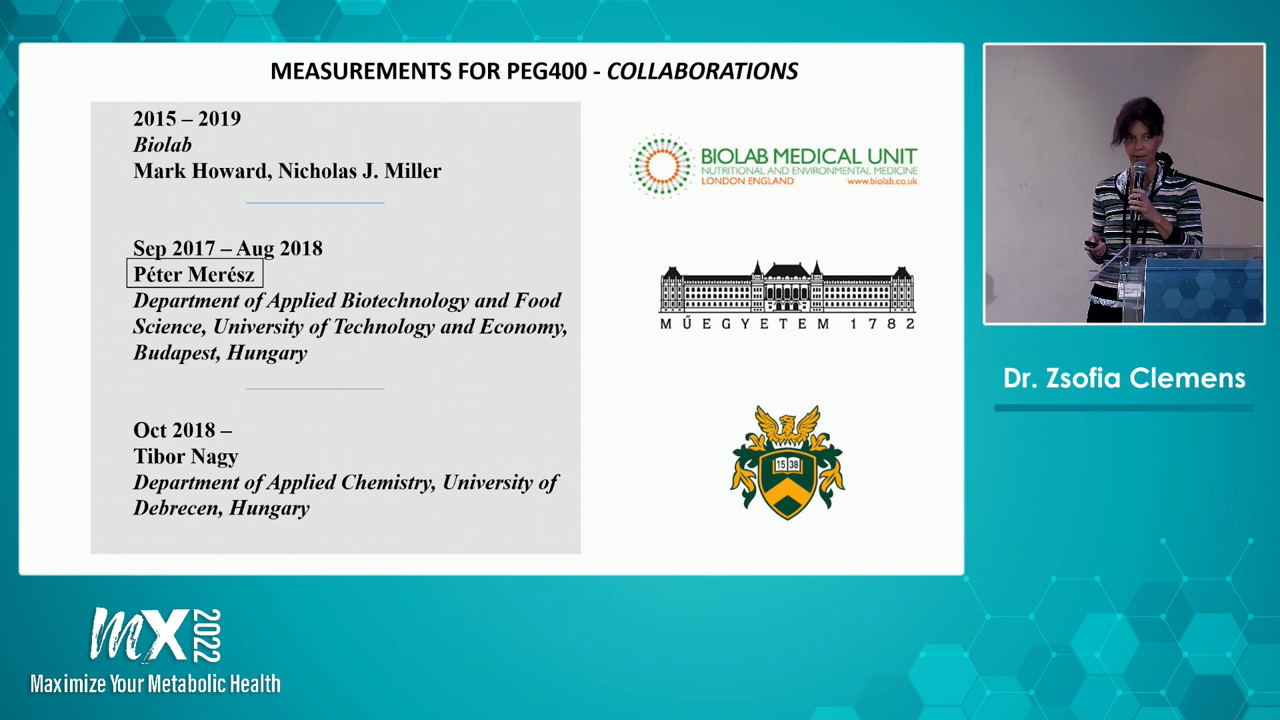 MEASUREMENTS FOR PEG400 - COLLABORATIONS
2015 – 2019
Biolab
Mark Howard, Nicholas J. Miller
BIOLAB MEDICAL UNIT
NUTRITIONAL AND ENVIRONMENTAL MEDICINE
LONDON ENGLAND www.biolab.co.uk
Sep 2017 – Aug 2018
Péter Merész
Department of Applied Biotechnology and Food
Science, University of Technology and Economy,
Budapest, Hungary
MŰEGYETEM 1782
Oct 2018 –
Tibor Nagy
Department of Applied Chemistry, University of
Debrecen, Hungary
15 38
Dr. Zsofia Clemens
mx 2022
Maximize Your Metabolic Health